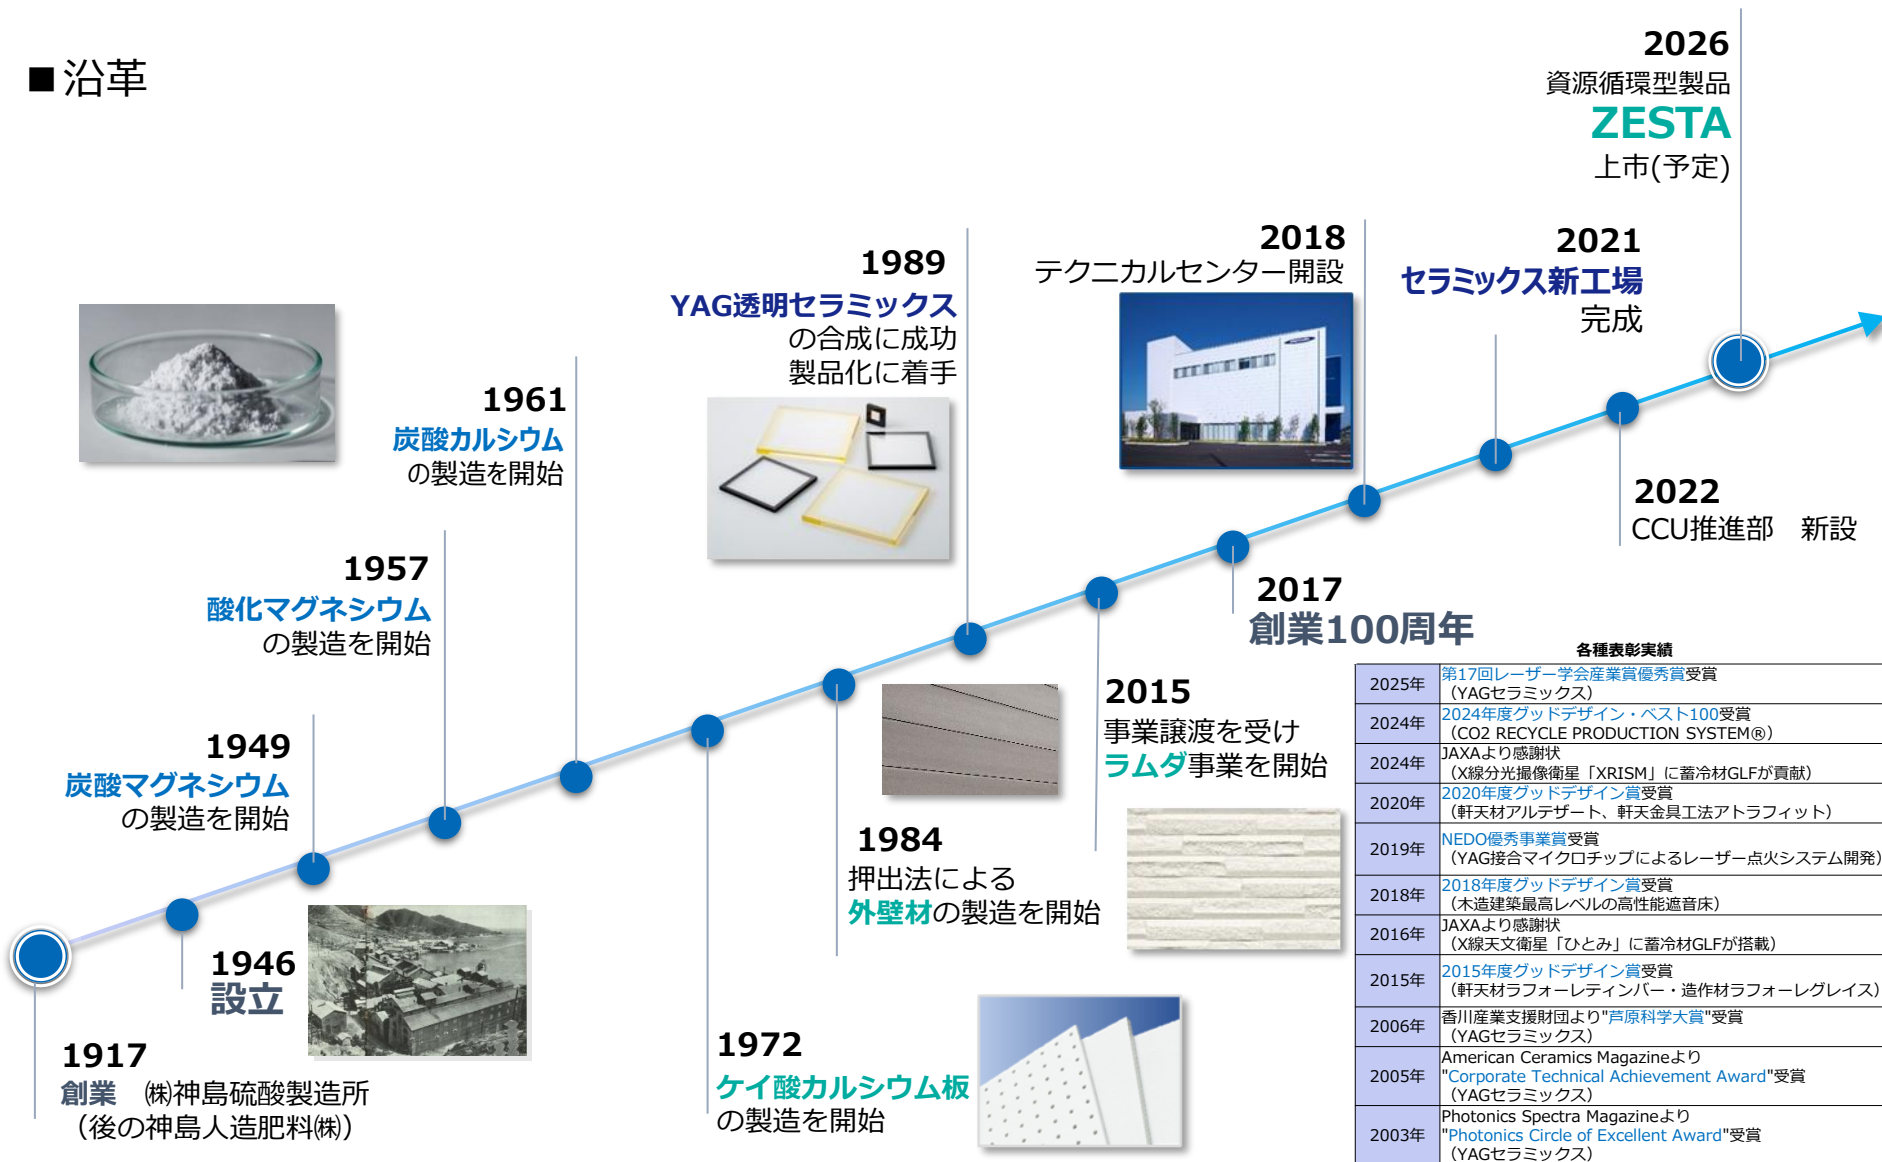 ■沿革
1917
創業　㈱神島硫酸製造所
（後の神島人造肥料㈱）
1946
設立
1949
炭酸マグネシウム
の製造を開始
1957
酸化マグネシウム
の製造を開始
1961
炭酸カルシウム
の製造を開始
1972
ケイ酸カルシウム板
の製造を開始
1984
押出法による
外壁材の製造を開始
1989
YAG透明セラミックス
の合成に成功
製品化に着手
2015
事業譲渡を受け
ラムダ事業を開始
2017
創業100周年
2018
テクニカルセンター開設
2021
セラミックス新工場
完成
2022
CCU推進部　新設
2026
資源循環型製品
ZESTA
上市(予定)
各種表彰実績
2025年
第17回レーザー学会産業賞優秀賞受賞
（YAGセラミックス）
2024年
2024年度グッドデザイン・ベスト100受賞
（CO2 RECYCLE PRODUCTION SYSTEM®）
2024年
JAXAより感謝状
（X線分光撮像衛星「XRISM」に蓄冷材GLFが貢献）
2020年
2020年度グッドデザイン賞受賞
（軒天材アルテザート、軒天金具工法アトラフィット）
2019年
NEDO優秀事業賞受賞
（YAG接合マイクロチップによるレーザー点火システム開発）
2018年
2018年度グッドデザイン賞受賞
（木造建築最高レベルの高性能遮音床）
2016年
JAXAより感謝状
（X線天文衛星「ひとみ」に蓄冷材GLFが搭載）
2015年
2015年度グッドデザイン賞受賞
（軒天材ラフォーレティンバー・造作材ラフォーレグレイス）
2006年
香川産業支援財団より"芦原科学大賞"受賞
（YAGセラミックス）
2005年
American Ceramics Magazineより
"Corporate Technical Achievement Award"受賞
（YAGセラミックス）
2003年
Photonics Spectra Magazineより
"Photonics Circle of Excellent Award"受賞
（YAGセラミックス）